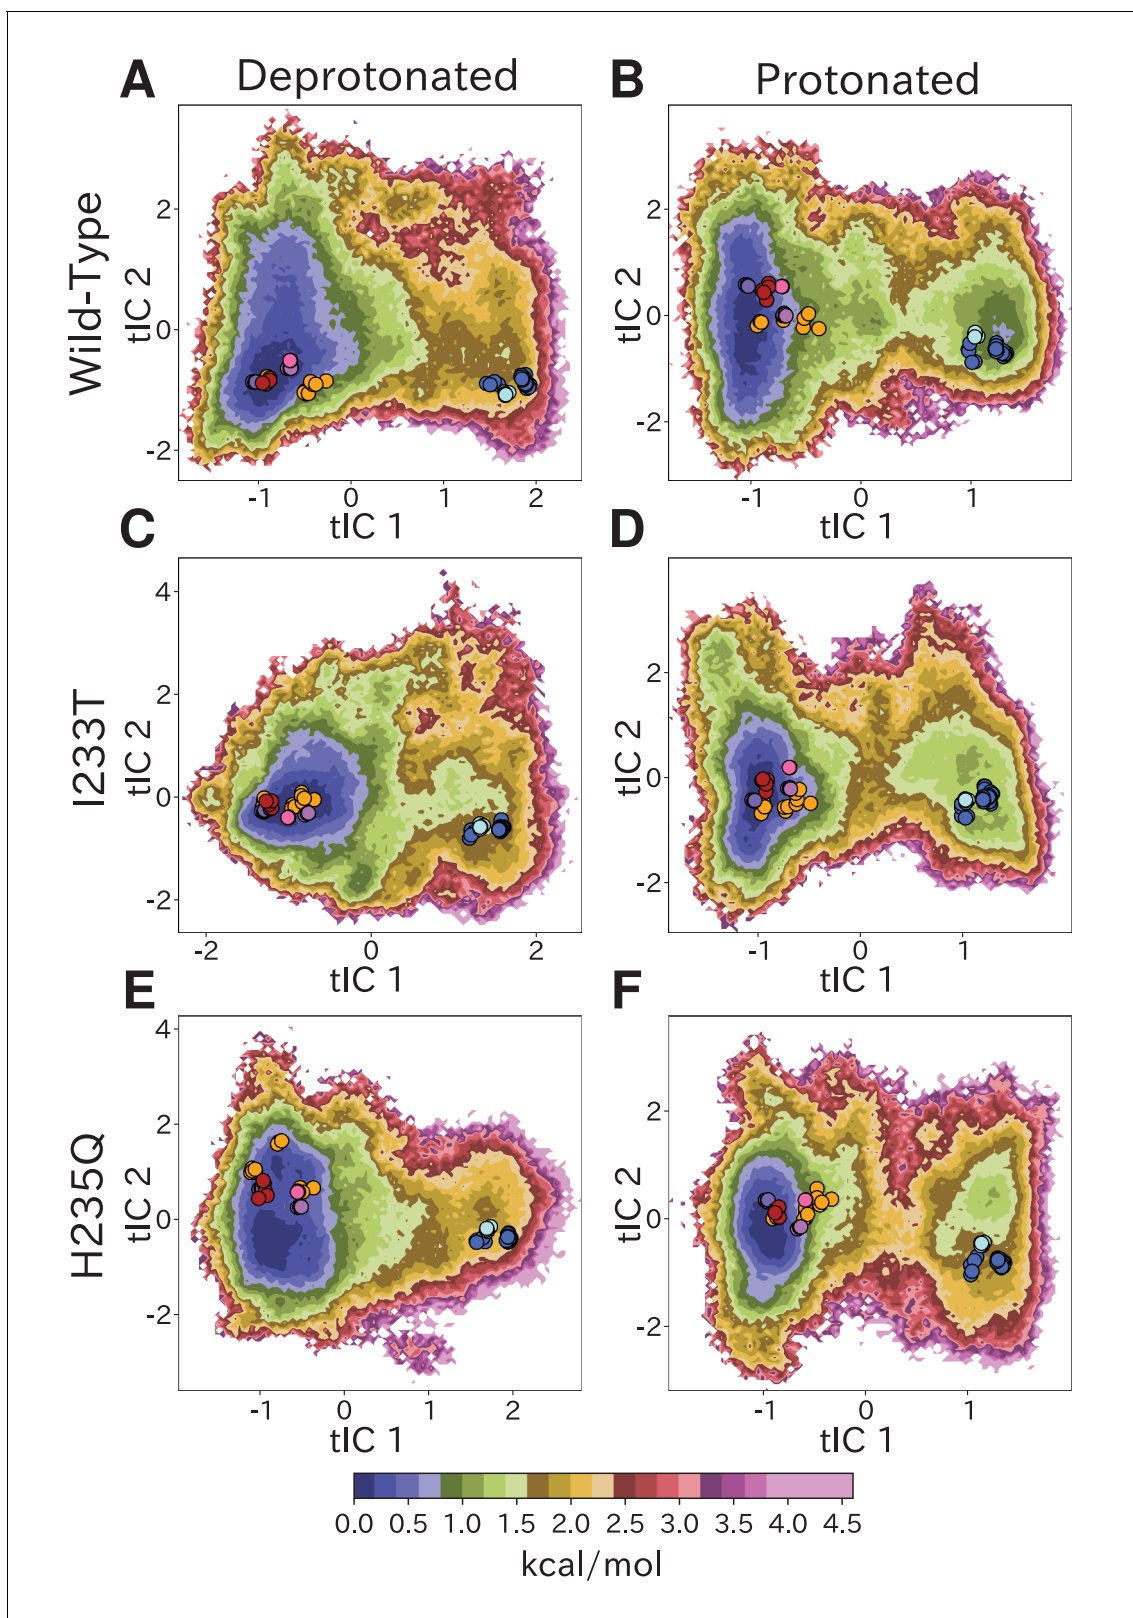 A Deprotonated B Protonated
Wild-Type
tIC 2
2
0
-2
-1 0 1 2
tIC 1
tIC 2
2
0
-2
-1 0 1
tIC 1
C D
I233T
tIC 2
4
2
0
-2
-2 0 2
tIC 1
tIC 2
2
0
-2
-1 0 1
tIC 1
E F
H235Q
tIC 2
4
2
0
-2
-1 0 1 2
tIC 1
tIC 2
2
0
-2
-1 0 1
tIC 1
0.0 0.5 1.0 1.5 2.0 2.5 3.0 3.5 4.0 4.5
kcal/mol